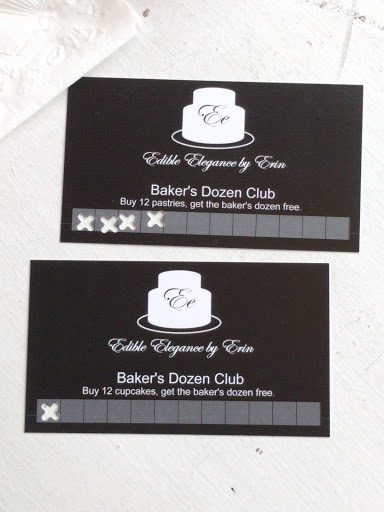 Ee
Edible Elegance by Erin
Baker's Dozen Club
Buy 12 pastries, get the baker's dozen free.
Ee
Edible Elegance by Erin
Baker's Dozen Club
Buy 12 cupcakes, get the baker's dozen free.